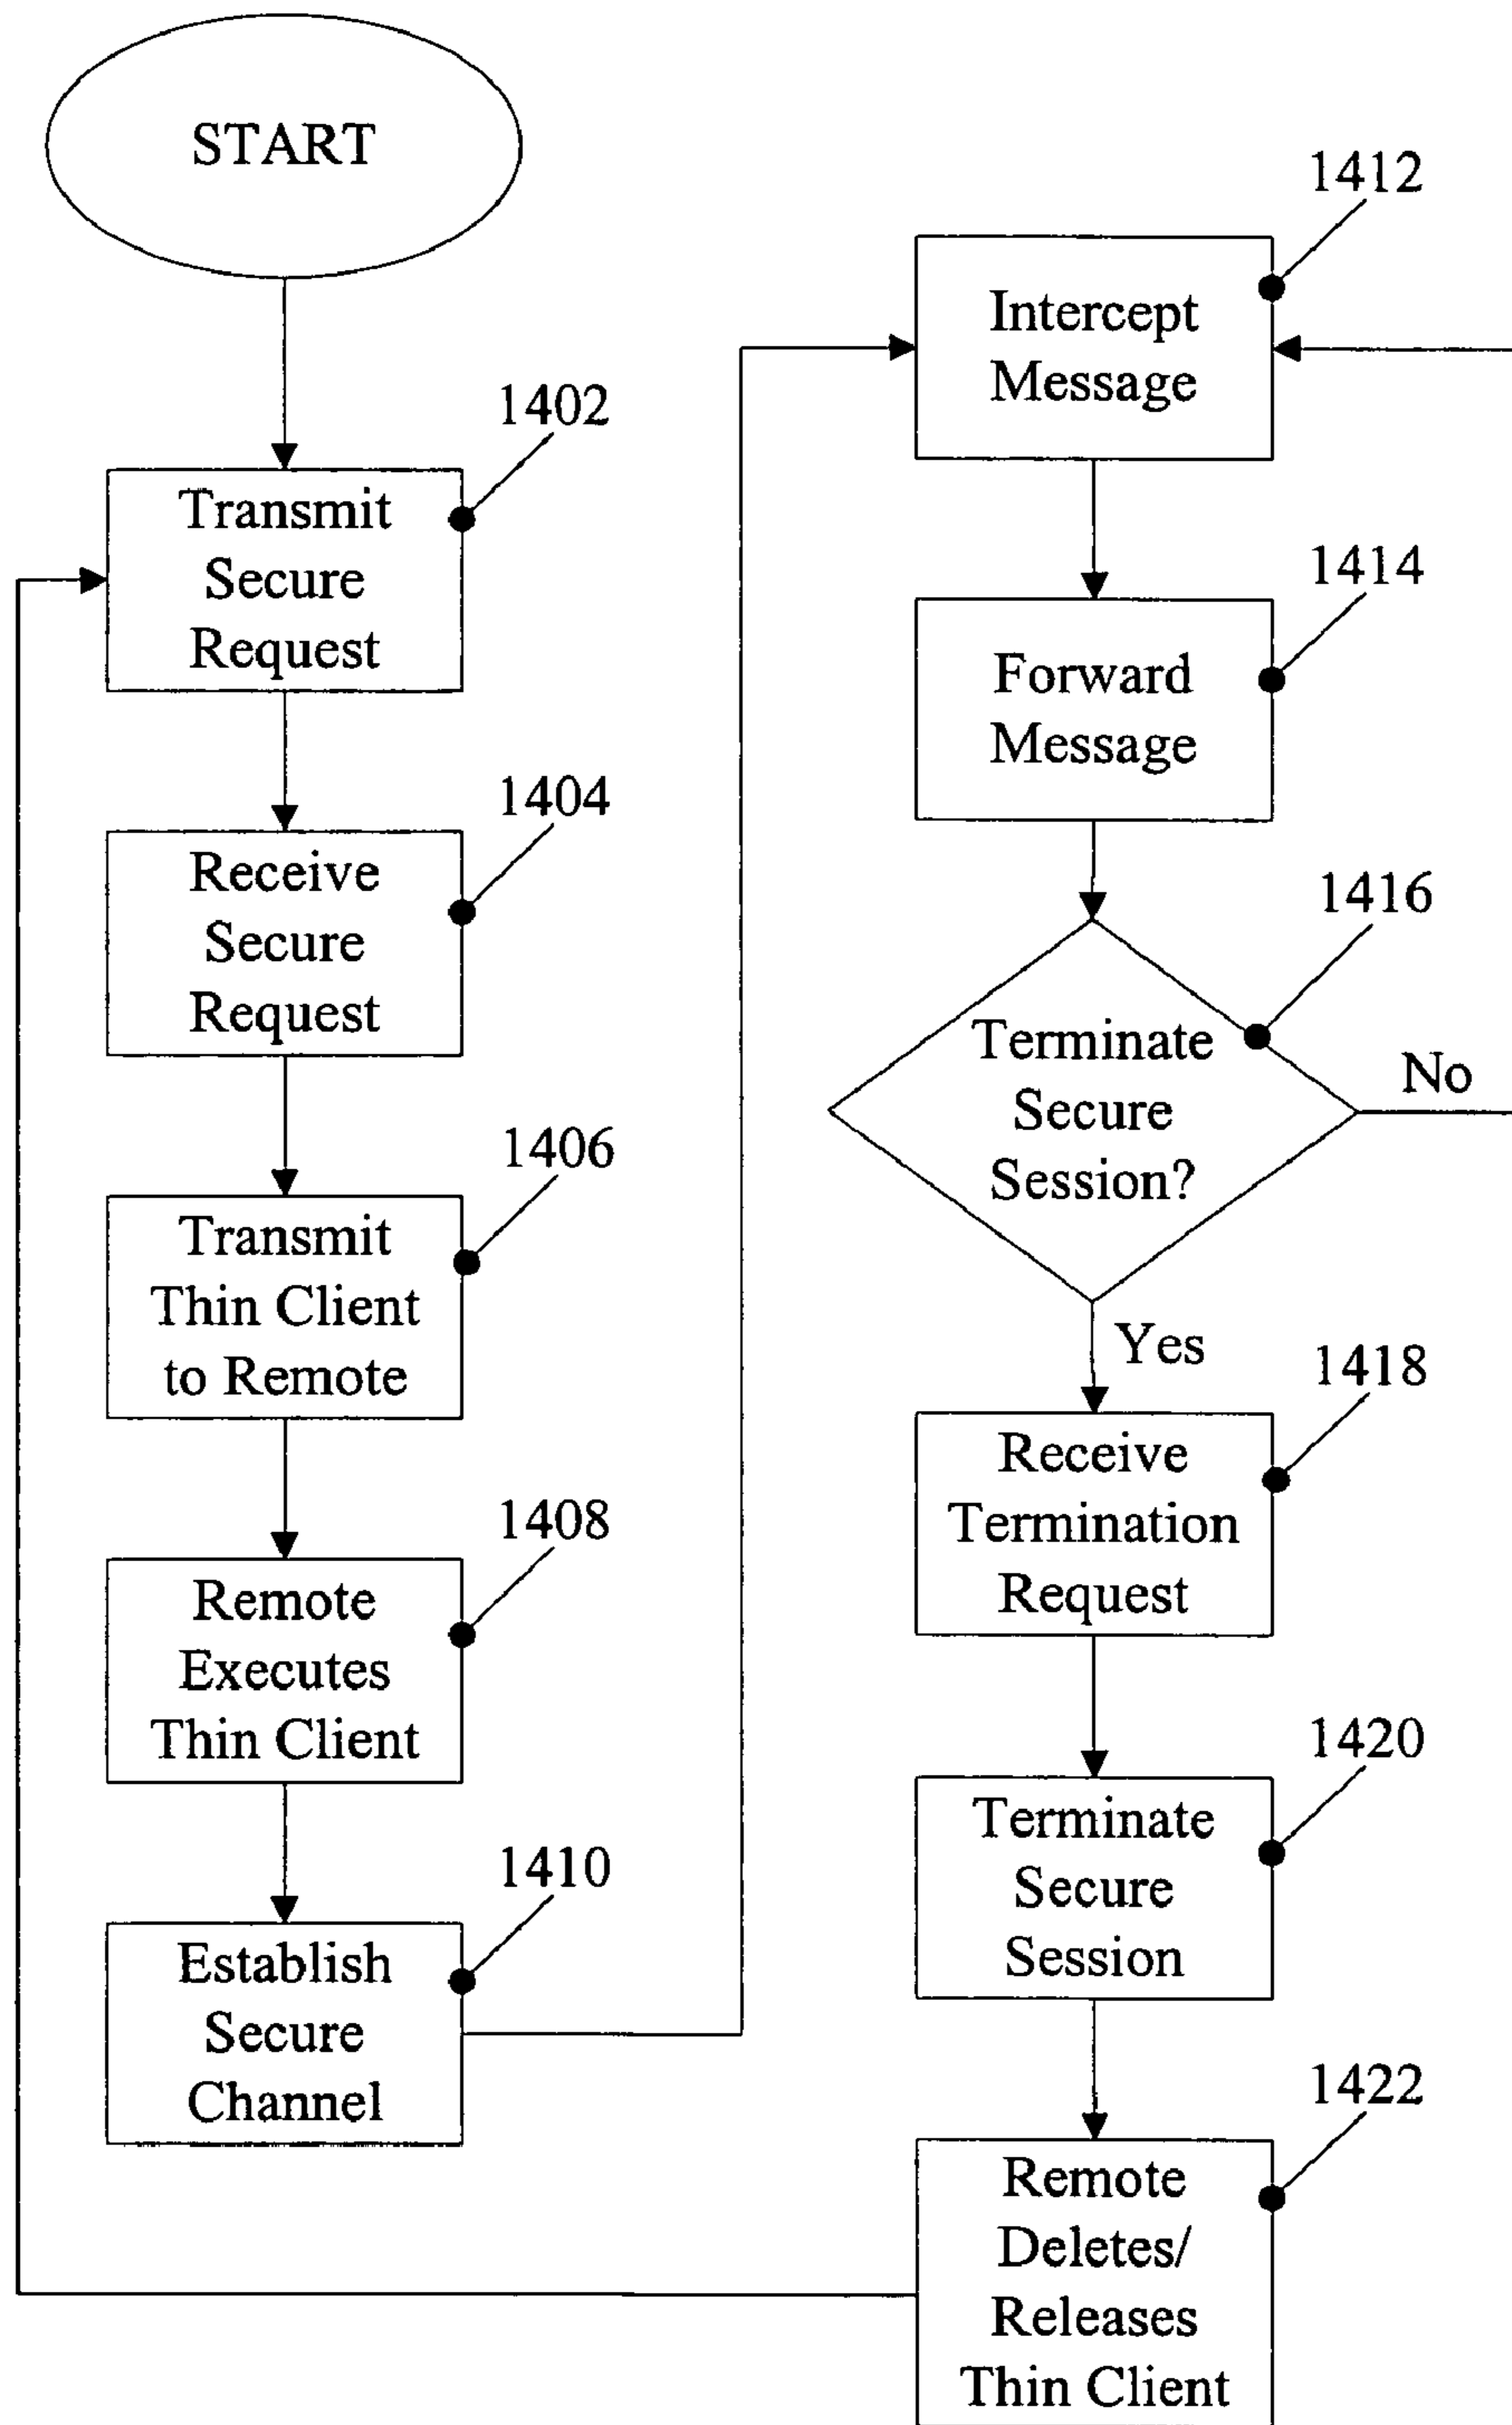 START
1402
Transmit
Secure
Request
1404
Receive
Secure
Request
1406
Transmit
Thin Client
to Remote
1408
Remote
Executes
Thin Client
1410
Establish
Secure
Channel
1412
Intercept
Message
1414
Forward
Message
1416
Terminate
Secure
Session?
No
Yes
1418
Receive
Termination
Request
1420
Terminate
Secure
Session
1422
Remote
Deletes/
Releases
Thin Client